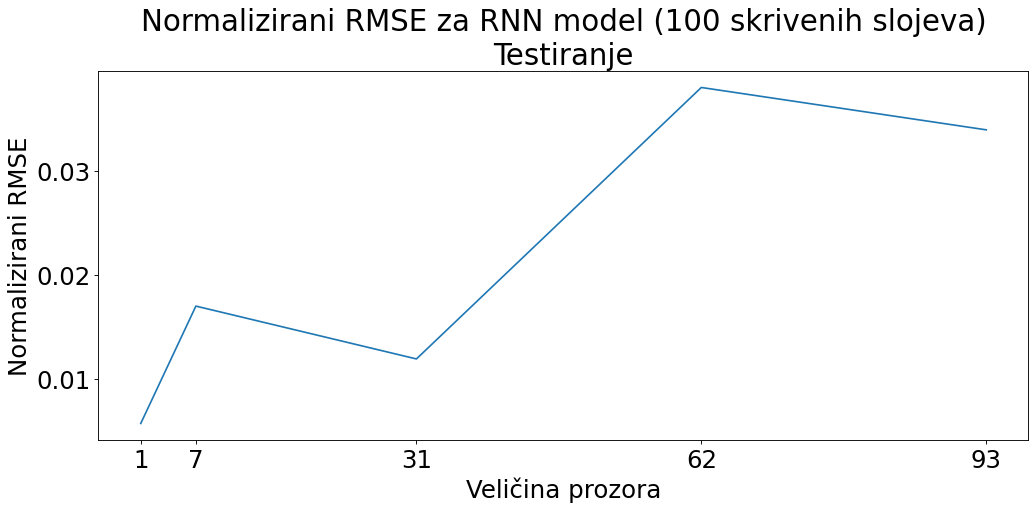 Normalizirani RMSE za RNN model (100 skrivenih slojeva)
Testiranje
Normalizirani RMSE
0.03
0.02
0.01
1 7 31 62 93
Veličina prozora